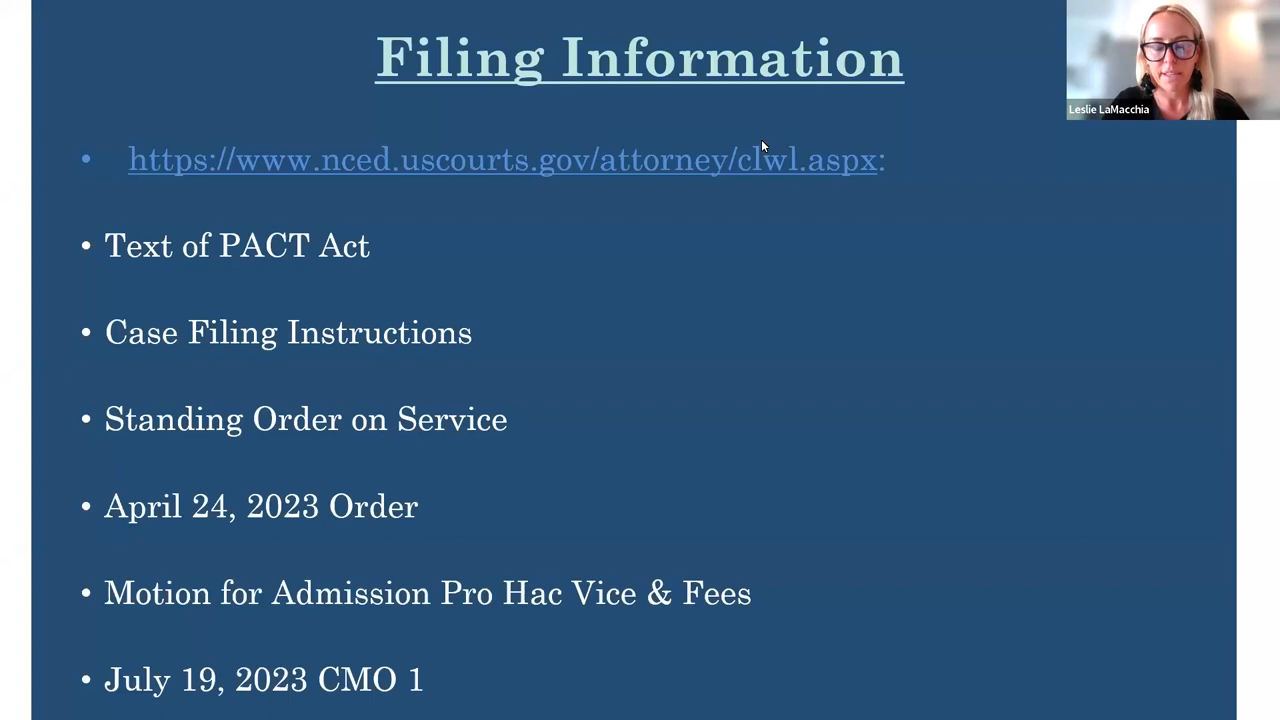 Filing Information
Leslie LaMacchia
• https://www.nced.uscourts.gov/attorney/clwl.aspx:
• Text of PACT Act
• Case Filing Instructions
• Standing Order on Service
• April 24, 2023 Order
• Motion for Admission Pro Hac Vice & Fees
• July 19, 2023 CMO 1